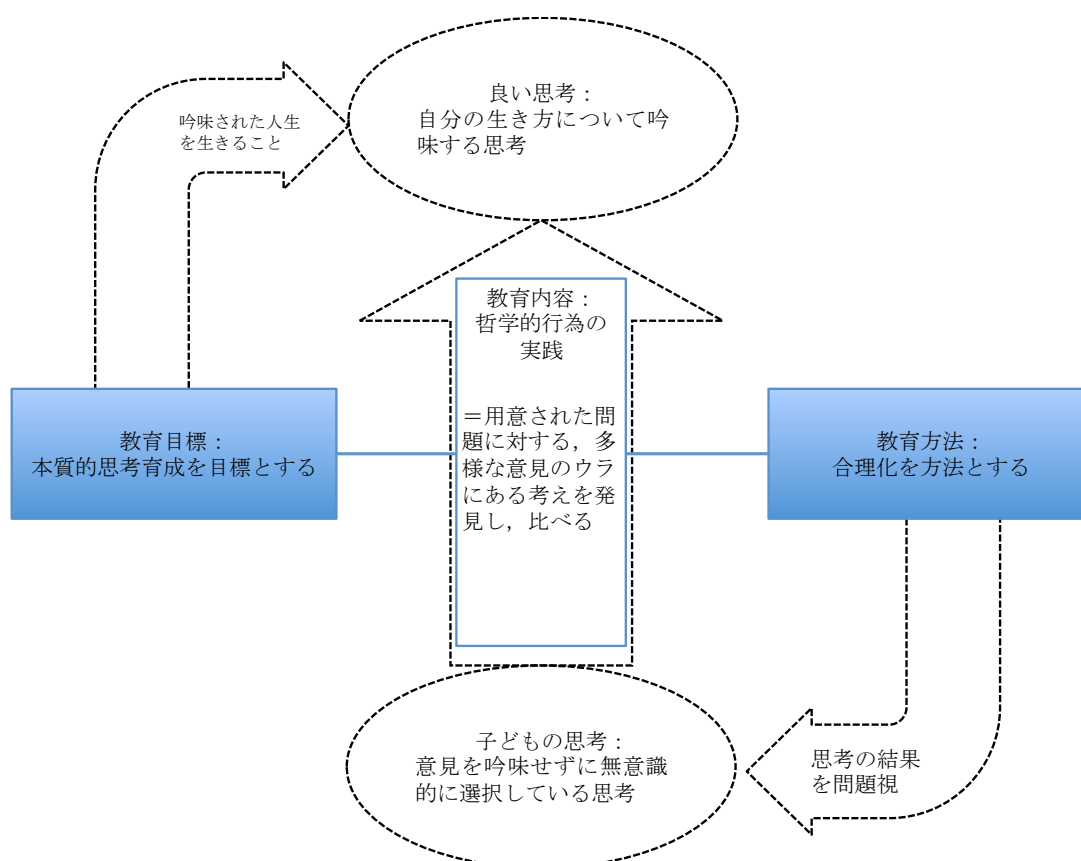 良い思考：
自分の生き方について吟
味する思考
吟味された人生
を生きること
教育内容：
哲学的行為の
実践
＝用意された問
題に対する，多
様な意見のウラ
にある考えを発
見し，比べる
教育目標：
本質的思考育成を目標とする
教育方法：
合理化を方法とする
子どもの思考：
意見を吟味せずに無意識
的に選択している思考
思考の結果
を問題視